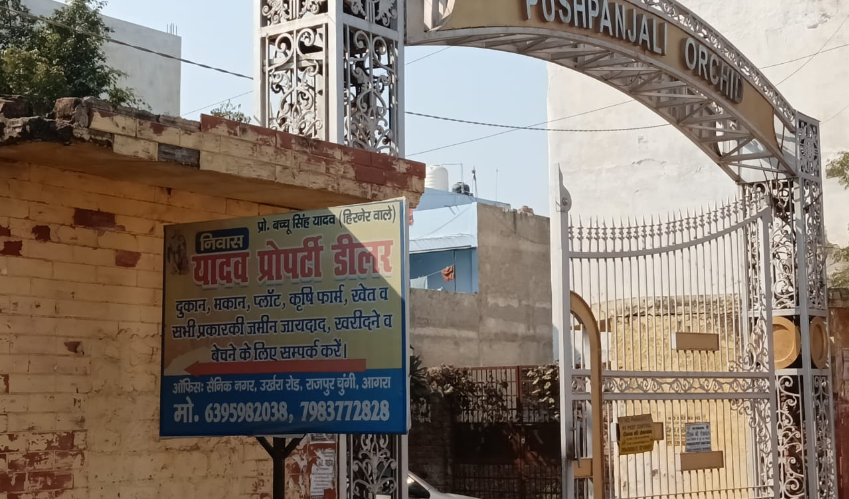 PUSHPANJALI ORCHID
प्रो. बच्चू सिंह यादव (हिरनेर वाले)
निवास
यादव प्रोपर्टी डीलर
दुकान, मकान, प्लॉट, कृषि फार्म, खेत व
सभी प्रकारकी जमीन जायदाद, खरीदने व
बेचने के लिए सम्पर्क करें।
ऑफिसः सैनिक नगर, उखर्रा रोड, राजपुर चुंगी, आगरा
मो. 6395982038, 7983772828